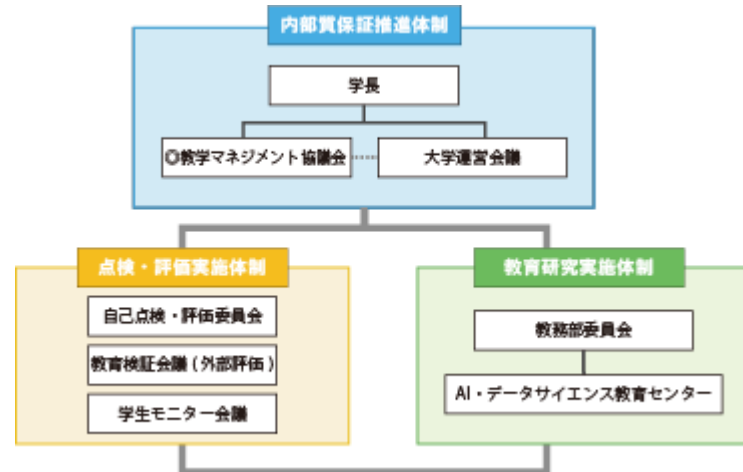 内部質保証推進体制
学長
◎教学マネジメント協議会
大学運営会議
点検・評価実施体制
自己点検・評価委員会
教育検証会議(外部評価)
学生モニター会議
教育研究実施体制
教務部委員会
AI・データサイエンス教育センター